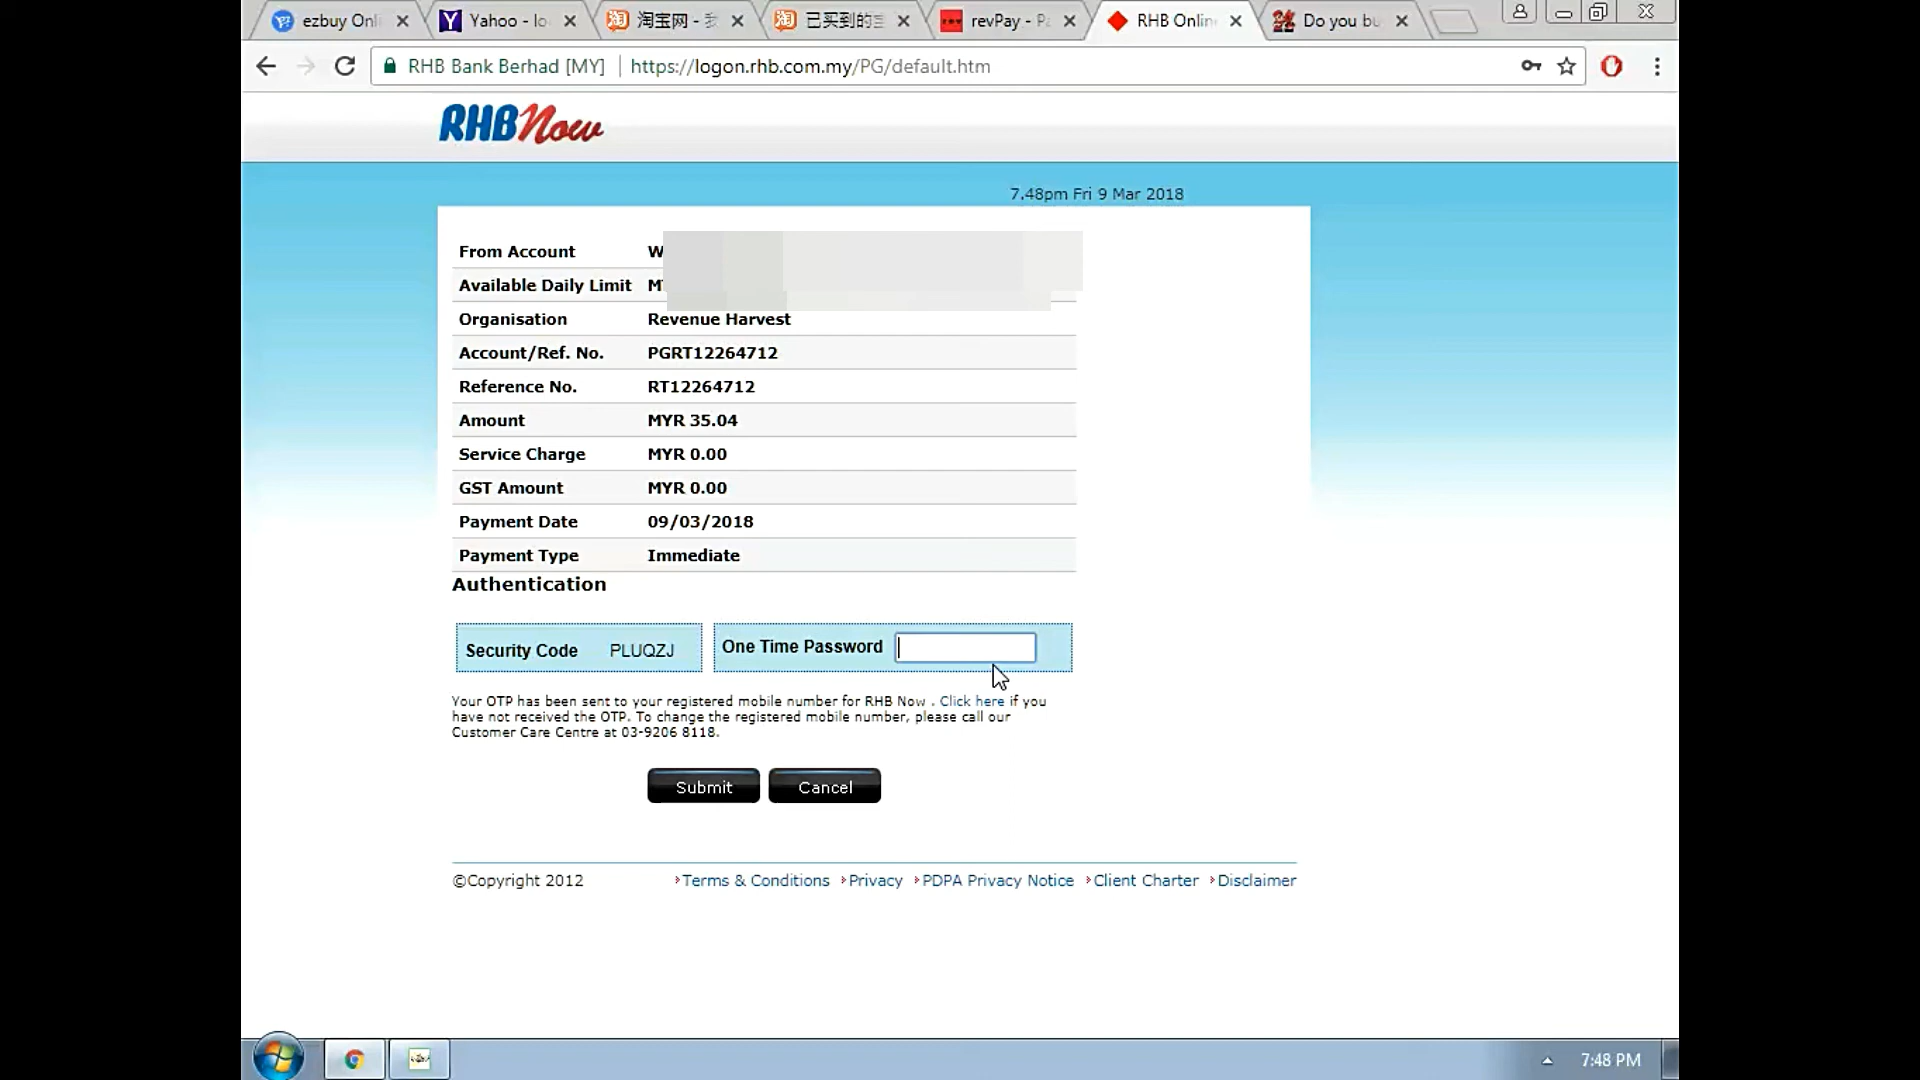 ezbuy Onl
Yahoo - lo
淘宝网 - 我
已买到的宝
revPay - Pa
RHB Online
Do you bu
RHB Bank Berhad [MY]
https://logon.rhb.com.my/PG/default.htm
RHB Now
7.48pm Fri 9 Mar 2018
From Account W
Available Daily Limit M
Organisation Revenue Harvest
Account/Ref. No. PGRT12264712
Reference No. RT12264712
Amount MYR 35.04
Service Charge MYR 0.00
GST Amount MYR 0.00
Payment Date 09/03/2018
Payment Type Immediate
Authentication
Security Code PLUQZJ One Time Password
Your OTP has been sent to your registered mobile number for RHB Now . Click here if you
have not received the OTP. To change the registered mobile number, please call our
Customer Care Centre at 03-9206 8118.
Submit Cancel
©Copyright 2012 Terms & Conditions Privacy PDPA Privacy Notice Client Charter Disclaimer
7:48 PM